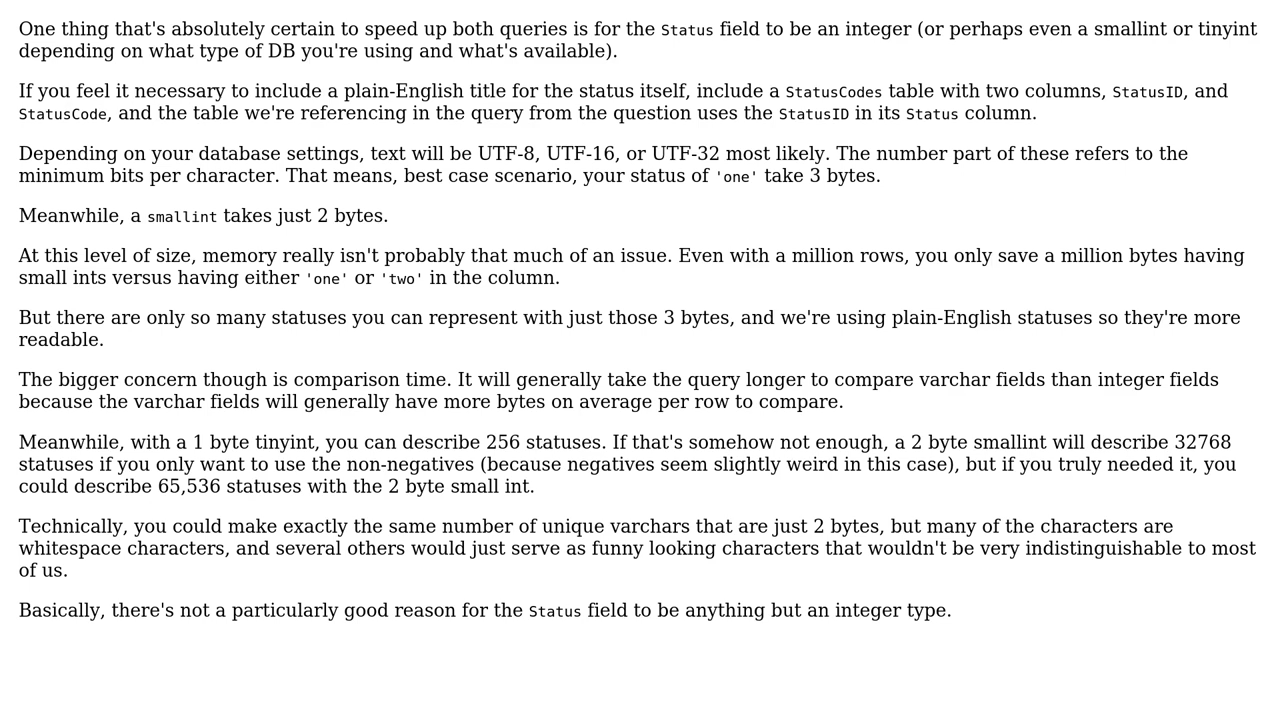 One thing that's absolutely certain to speed up both queries is for the Status field to be an integer (or perhaps even a smallint or tinyint
depending on what type of DB you're using and what's available).
If you feel it necessary to include a plain-English title for the status itself, include a StatusCodes table with two columns, StatusID, and
StatusCode, and the table we're referencing in the query from the question uses the StatusID in its Status column.
Depending on your database settings, text will be UTF-8, UTF-16, or UTF-32 most likely. The number part of these refers to the
minimum bits per character. That means, best case scenario, your status of 'one' take 3 bytes.
Meanwhile, a smallint takes just 2 bytes.
At this level of size, memory really isn't probably that much of an issue. Even with a million rows, you only save a million bytes having
small ints versus having either 'one' or 'two' in the column.
But there are only so many statuses you can represent with just those 3 bytes, and we're using plain-English statuses so they're more
readable.
The bigger concern though is comparison time. It will generally take the query longer to compare varchar fields than integer fields
because the varchar fields will generally have more bytes on average per row to compare.
Meanwhile, with a 1 byte tinyint, you can describe 256 statuses. If that's somehow not enough, a 2 byte smallint will describe 32768
statuses if you only want to use the non-negatives (because negatives seem slightly weird in this case), but if you truly needed it, you
could describe 65,536 statuses with the 2 byte small int.
Technically, you could make exactly the same number of unique varchars that are just 2 bytes, but many of the characters are
whitespace characters, and several others would just serve as funny looking characters that wouldn't be very indistinguishable to most
of us.
Basically, there's not a particularly good reason for the Status field to be anything but an integer type.